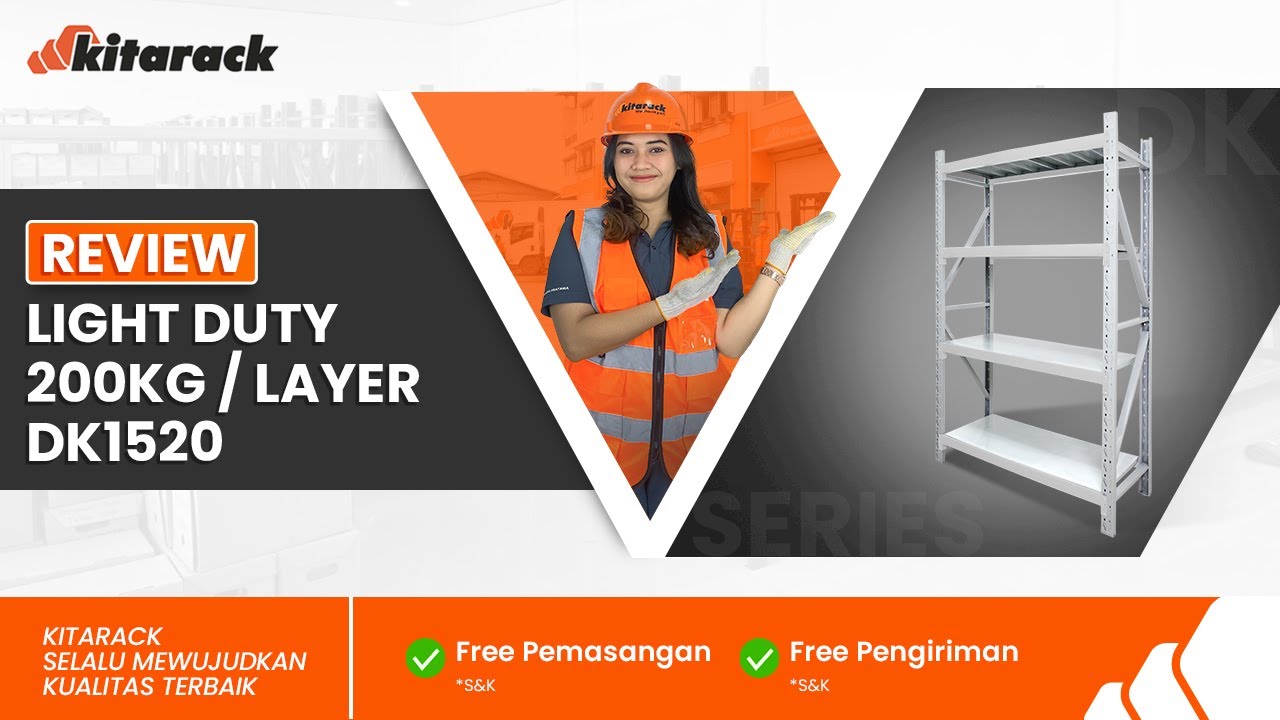 kitarack
REVIEW
LIGHT DUTY
200KG / LAYER
DK1520
kitarack
DK
SERIES
KITARACK
SELALU MEWUJUDKAN
KUALITAS TERBAIK
Free Pemasangan
*S&K
Free Pengiriman
*S&K